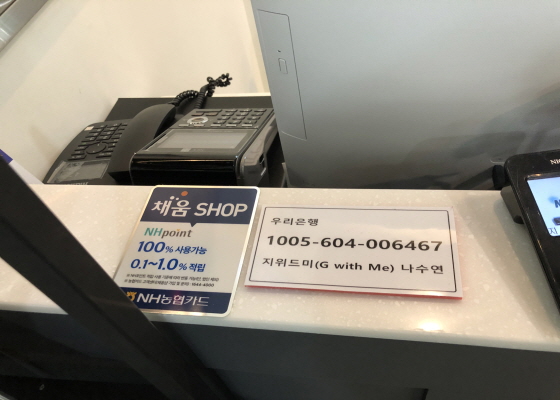 채움 SHOP
NHpoint
100% 사용가능
0.1~1.0% 적립
NH농협카드
우리은행
1005-604-006467
지위드미(G with Me) 나수연